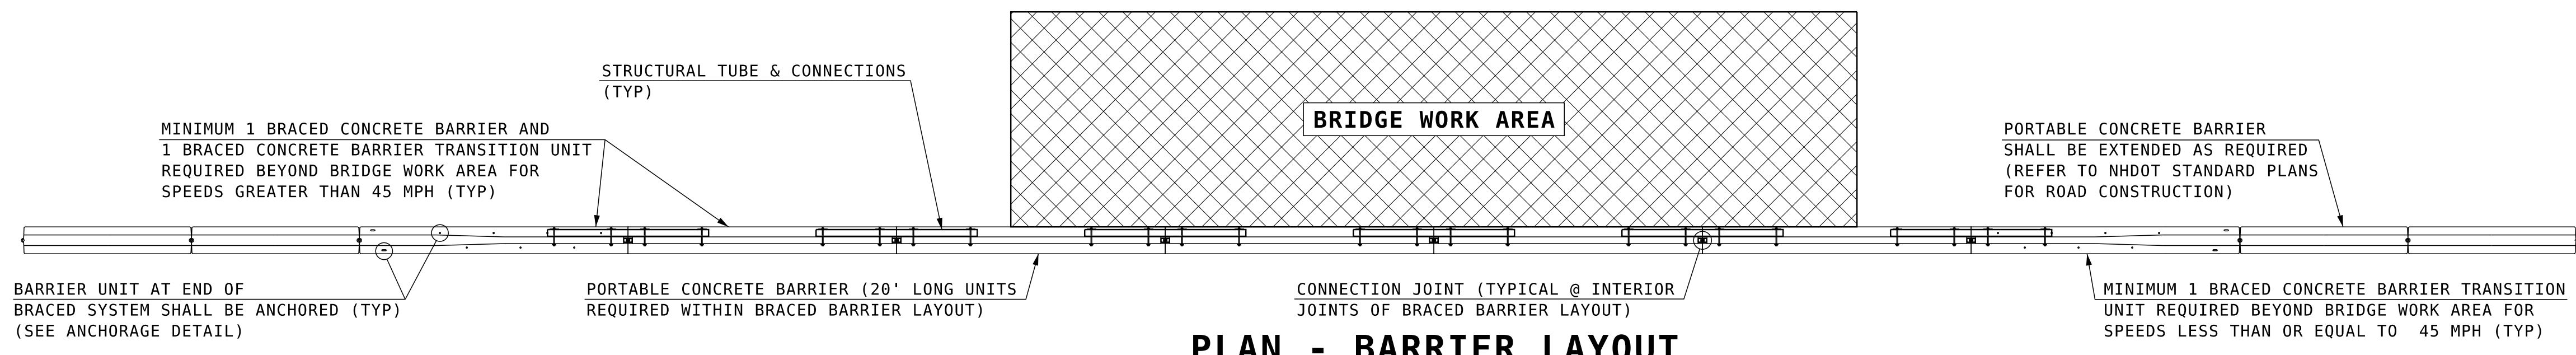 STRUCTURAL TUBE & CONNECTIONS
(TYP)
MINIMUM 1 BRACED CONCRETE BARRIER AND
1 BRACED CONCRETE BARRIER TRANSITION UNIT
REQUIRED BEYOND BRIDGE WORK AREA FOR
SPEEDS GREATER THAN 45 MPH (TYP)
BRIDGE WORK AREA
PORTABLE CONCRETE BARRIER
SHALL BE EXTENDED AS REQUIRED
(REFER TO NHDOT STANDARD PLANS
FOR ROAD CONSTRUCTION)
BARRIER UNIT AT END OF
BRACED SYSTEM SHALL BE ANCHORED (TYP)
(SEE ANCHORAGE DETAIL)
PORTABLE CONCRETE BARRIER (20' LONG UNITS
REQUIRED WITHIN BRACED BARRIER LAYOUT)
CONNECTION JOINT (TYPICAL @ INTERIOR
JOINTS OF BRACED BARRIER LAYOUT)
MINIMUM 1 BRACED CONCRETE BARRIER TRANSITION
UNIT REQUIRED BEYOND BRIDGE WORK AREA FOR
SPEEDS LESS THAN OR EQUAL TO  45 MPH (TYP)
PLAN - BARRIER LAYOUT